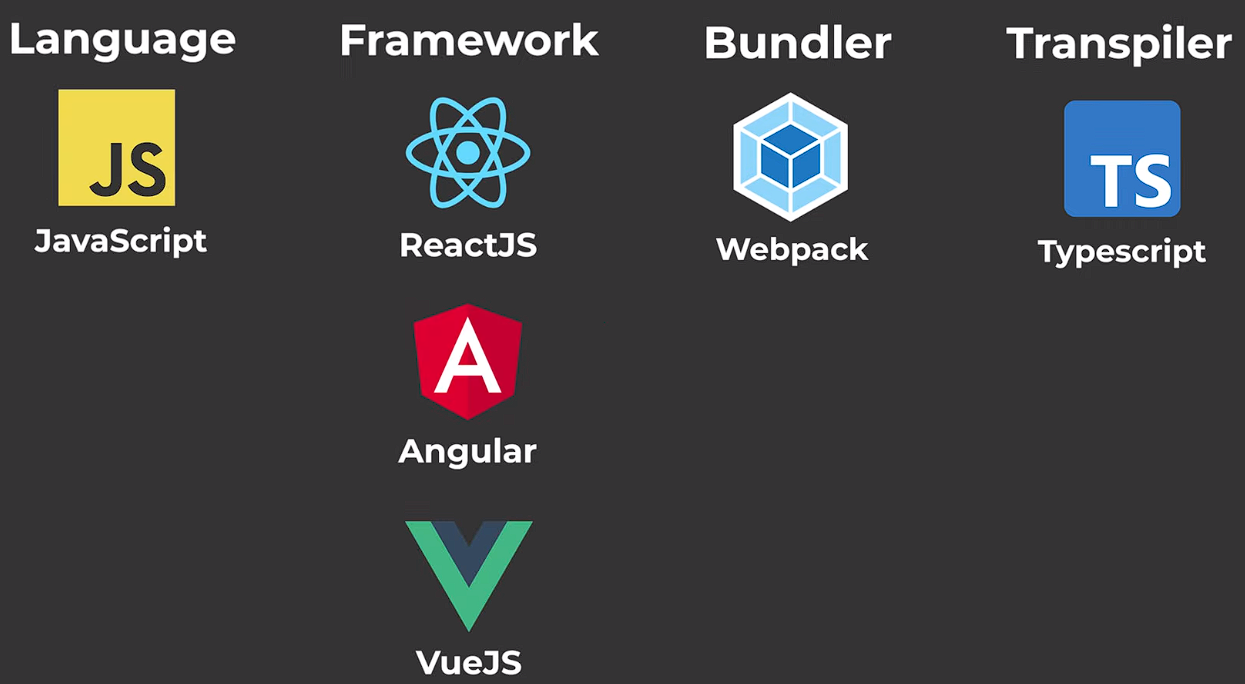 Language
JS
JavaScript
Framework
ReactJS
A
Angular
VueJS
Bundler
Webpack
Transpiler
TS
Typescript